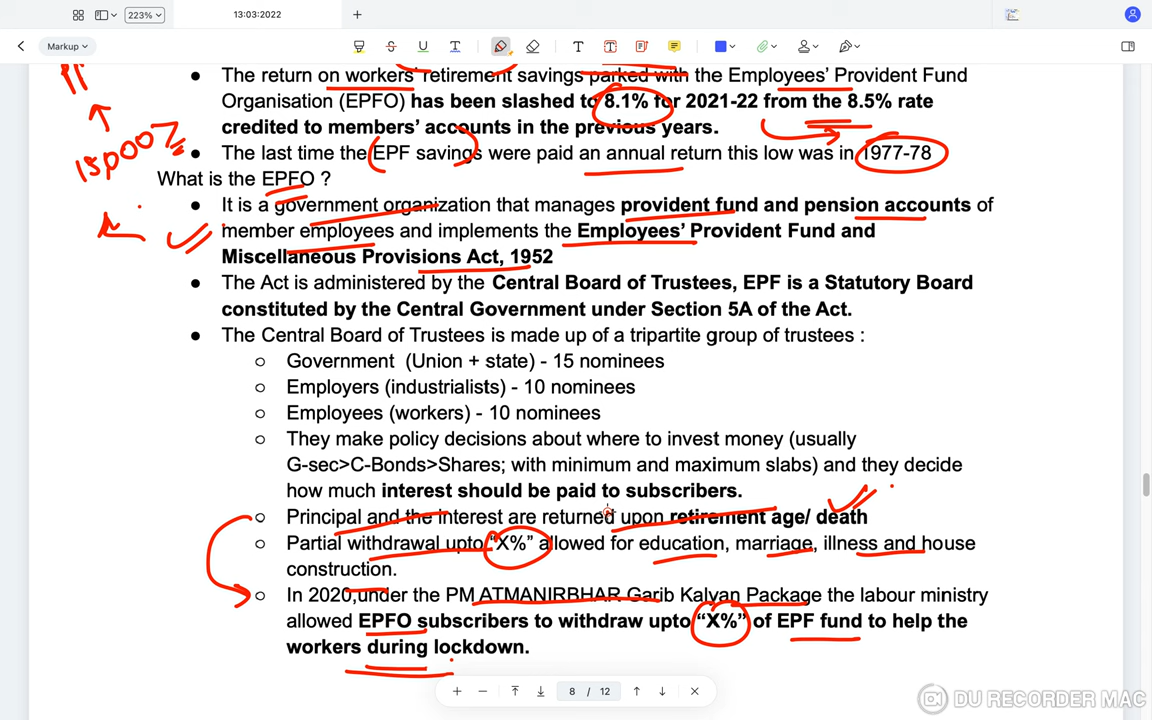 223%
13:03:2022
Markup
The return on workers' retirement savings parked with the Employees' Provident Fund
Organisation (EPFO) has been slashed to 8.1% for 2021-22 from the 8.5% rate
credited to members' accounts in the previous years.
15000Z
The last time the EPF savings were paid an annual return this low was in 1977-78
What is the EPFO ?
It is a government organization that manages provident fund and pension accounts of
member employees and implements the Employees' Provident Fund and
Miscellaneous Provisions Act, 1952
The Act is administered by the Central Board of Trustees, EPF is a Statutory Board
constituted by the Central Government under Section 5A of the Act.
The Central Board of Trustees is made up of a tripartite group of trustees :
Government (Union + state) - 15 nominees
Employers (industrialists) - 10 nominees
Employees (workers) - 10 nominees
They make policy decisions about where to invest money (usually
G-sec>C-Bonds>Shares; with minimum and maximum slabs) and they decide
how much interest should be paid to subscribers.
Principal and the interest are returned upon retirement age/ death
Partial withdrawal upto "X%" allowed for education, marriage, illness and house
construction.
In 2020,under the PM ATMANIRBHAR Garib Kalyan Package the labour ministry
allowed EPFO subscribers to withdraw upto "X%" of EPF fund to help the
workers during lockdown.
8 / 12
DU RECORDER MAC